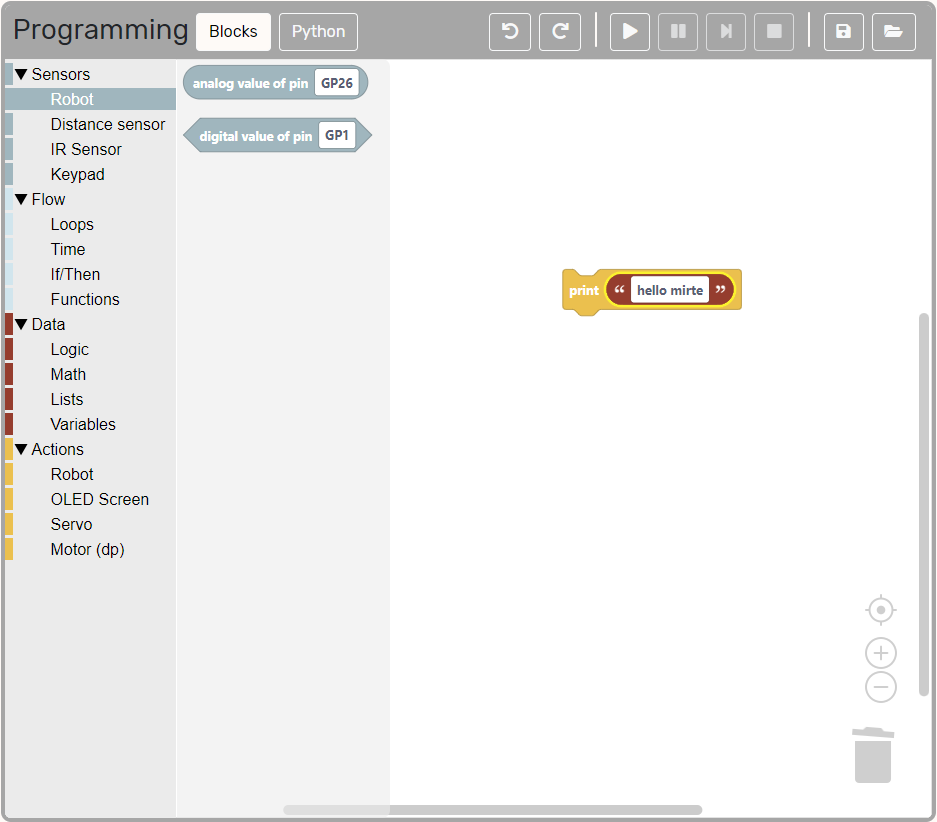 Programming Blocks Python
▼ Sensors
Robot
Distance sensor
IR Sensor
Keypad
▼ Flow
Loops
Time
If/Then
Functions
▼ Data
Logic
Math
Lists
Variables
▼ Actions
Robot
OLED Screen
Servo
Motor (dp)
analog value of pin GP26
digital value of pin GP1
print “ hello mirte ”